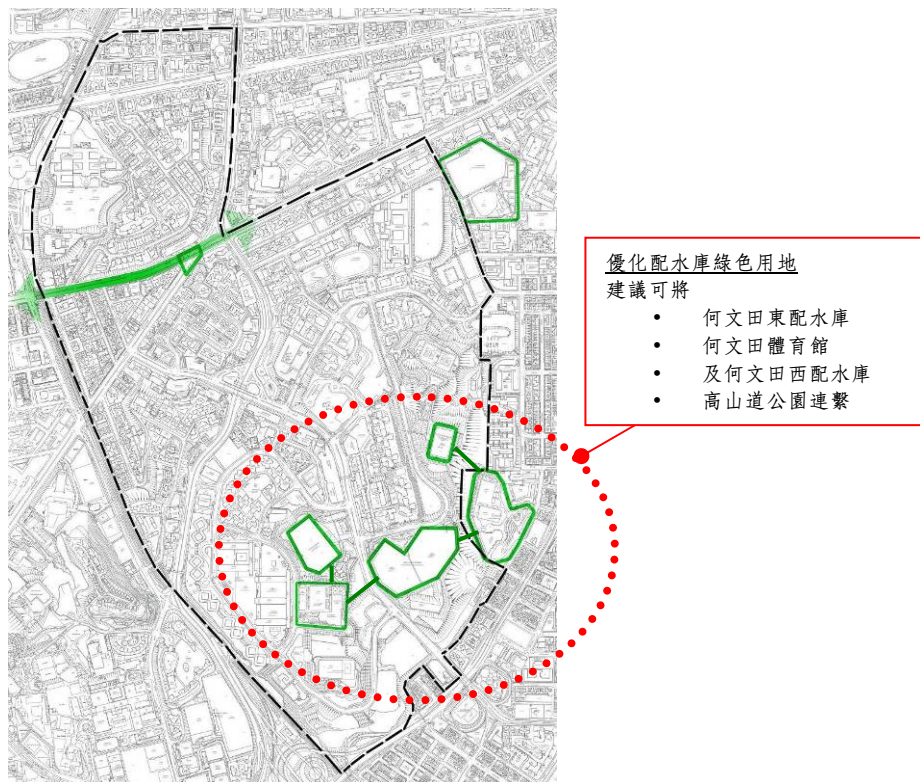 優化配水庫綠色用地
建議可將
• 何文田東配水庫
• 何文田體育館
• 及何文田西配水庫
• 高山道公園連繫